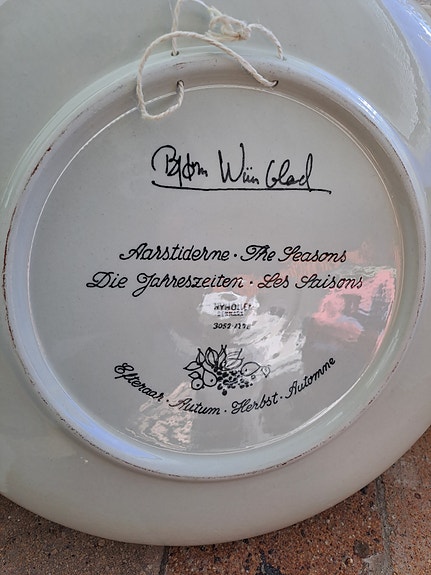 Bjørn Wiinblad
Aarstiderne · The Seasons
Die Jahreszeiten · Les Saisons
NYMØLLE
DENMARK
Efteraar · Autum · Herbst · Automne